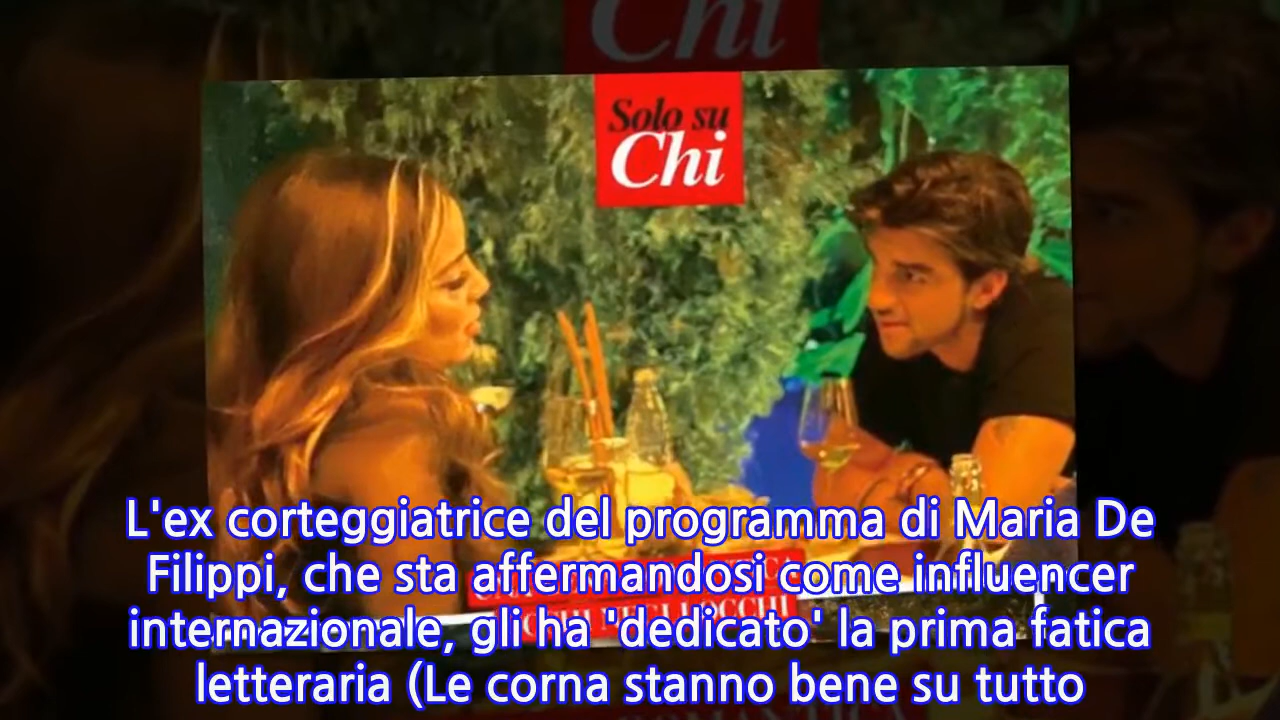 Chi
Solo su
Chi
L'ex corteggiatrice del programma di Maria De
Filippi, che sta affermandosi come influencer
internazionale, gli ha 'dedicato' la prima fatica
letteraria (Le corna stanno bene su tutto